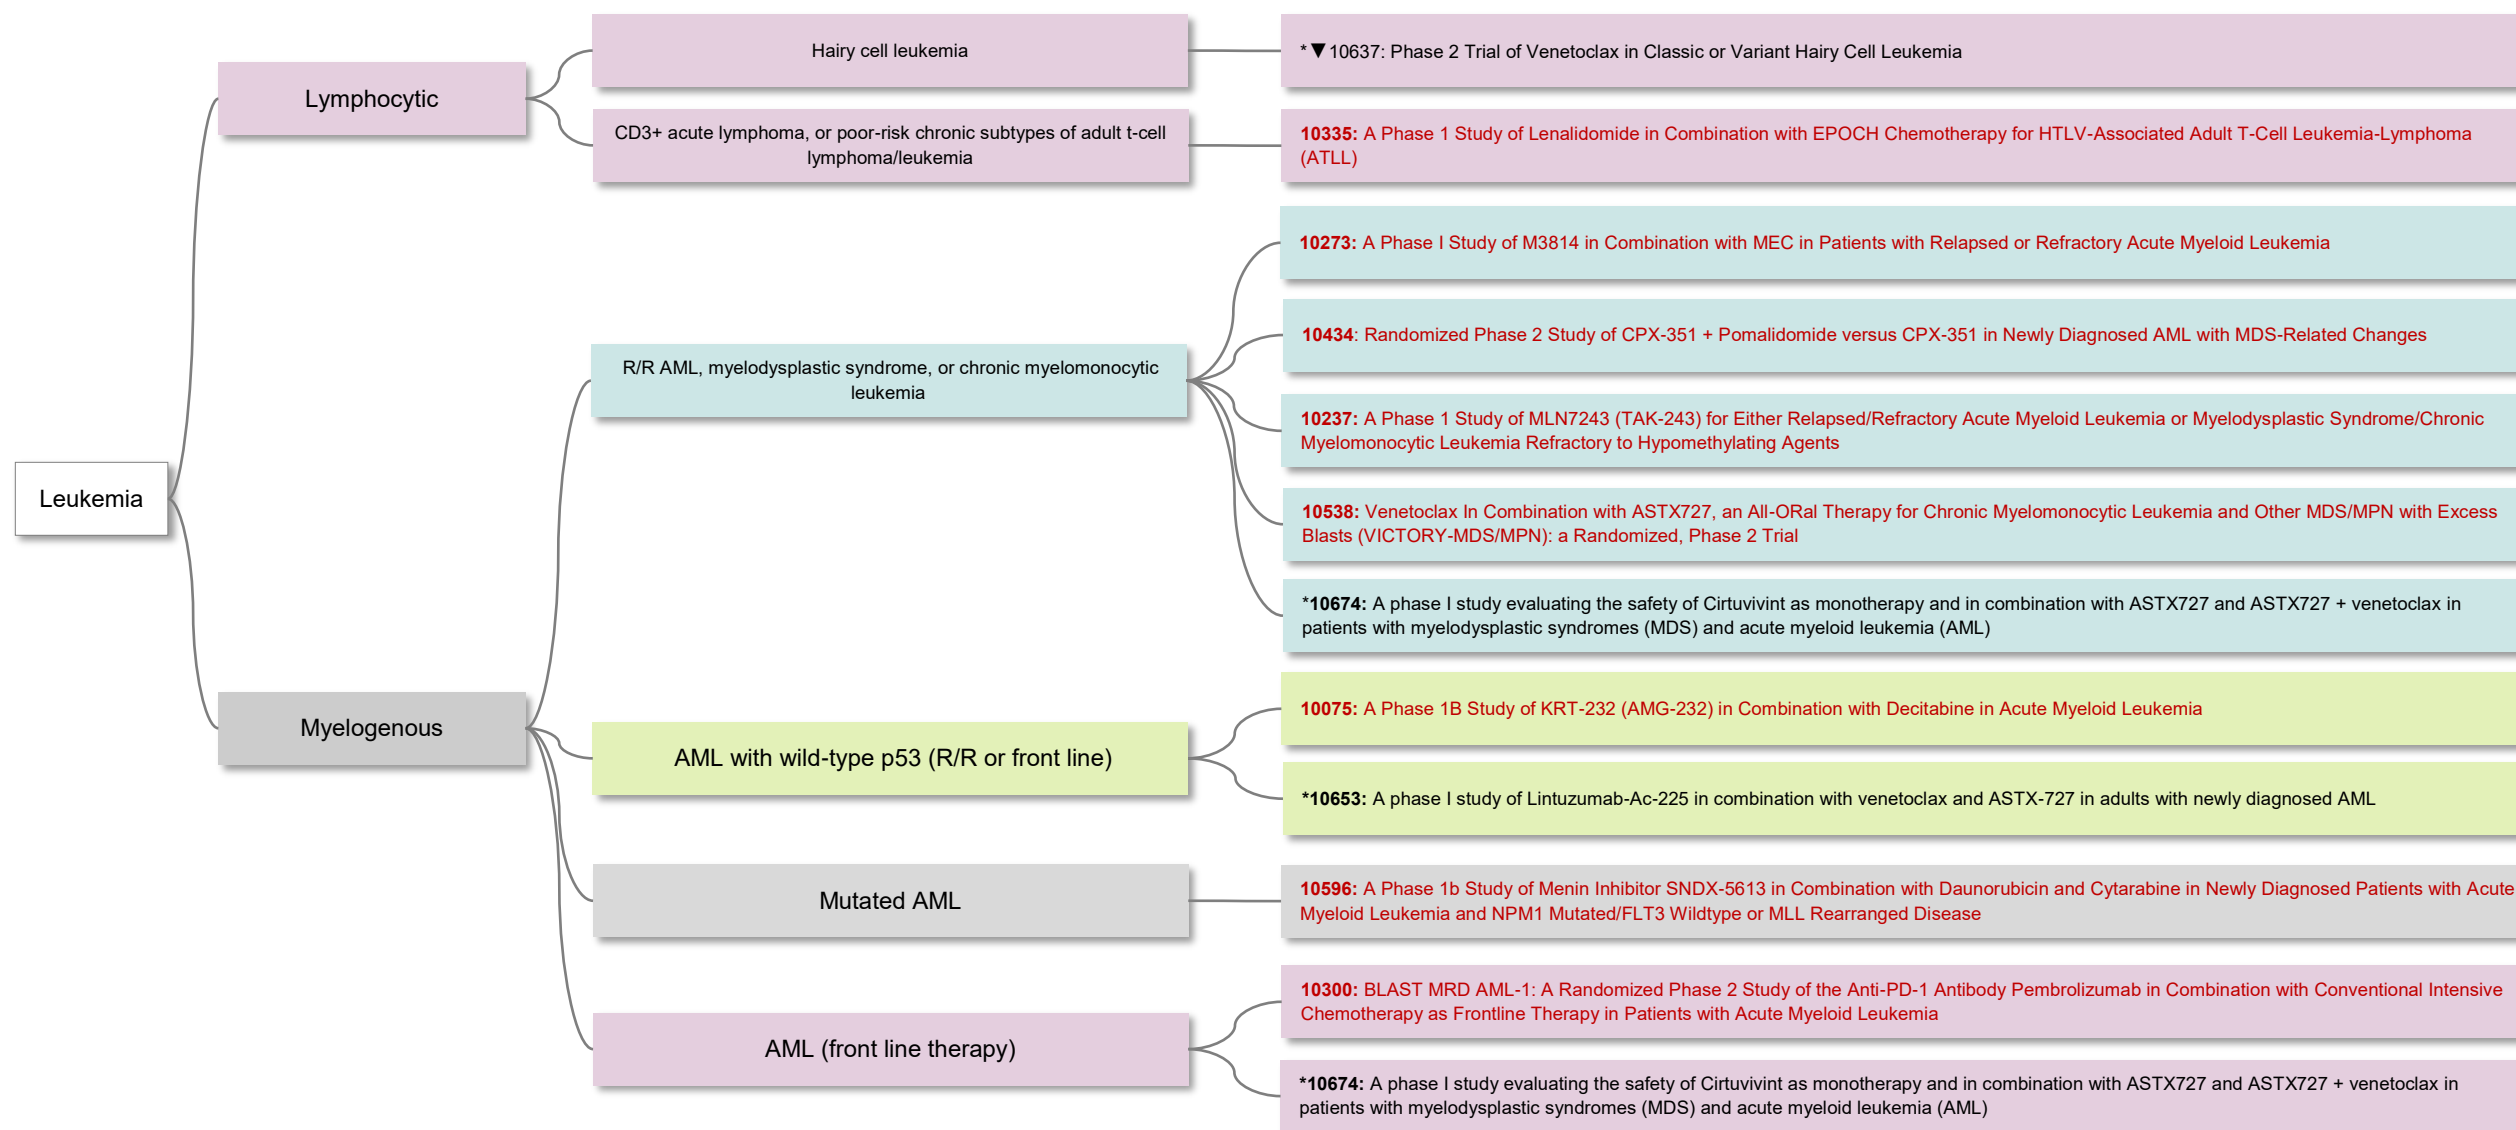 Leukemia
Lymphocytic
Hairy cell leukemia
*▼10637: Phase 2 Trial of Venetoclax in Classic or Variant Hairy Cell Leukemia
CD3+ acute lymphoma, or poor-risk chronic subtypes of adult t-cell
lymphoma/leukemia
10335: A Phase 1 Study of Lenalidomide in Combination with EPOCH Chemotherapy for HTLV-Associated Adult T-Cell Leukemia-Lymphoma
(ATLL)
Myelogenous
R/R AML, myelodysplastic syndrome, or chronic myelomonocytic
leukemia
10273: A Phase I Study of M3814 in Combination with MEC in Patients with Relapsed or Refractory Acute Myeloid Leukemia
10434: Randomized Phase 2 Study of CPX-351 + Pomalidomide versus CPX-351 in Newly Diagnosed AML with MDS-Related Changes
10237: A Phase 1 Study of MLN7243 (TAK-243) for Either Relapsed/Refractory Acute Myeloid Leukemia or Myelodysplastic Syndrome/Chronic
Myelomonocytic Leukemia Refractory to Hypomethylating Agents
10538: Venetoclax In Combination with ASTX727, an All-ORal Therapy for Chronic Myelomonocytic Leukemia and Other MDS/MPN with Excess
Blasts (VICTORY-MDS/MPN): a Randomized, Phase 2 Trial
*10674: A phase I study evaluating the safety of Cirtuvivint as monotherapy and in combination with ASTX727 and ASTX727 + venetoclax in
patients with myelodysplastic syndromes (MDS) and acute myeloid leukemia (AML)
AML with wild-type p53 (R/R or front line)
10075: A Phase 1B Study of KRT-232 (AMG-232) in Combination with Decitabine in Acute Myeloid Leukemia
*10653: A phase I study of Lintuzumab-Ac-225 in combination with venetoclax and ASTX-727 in adults with newly diagnosed AML
Mutated AML
10596: A Phase 1b Study of Menin Inhibitor SNDX-5613 in Combination with Daunorubicin and Cytarabine in Newly Diagnosed Patients with Acute
Myeloid Leukemia and NPM1 Mutated/FLT3 Wildtype or MLL Rearranged Disease
AML (front line therapy)
10300: BLAST MRD AML-1: A Randomized Phase 2 Study of the Anti-PD-1 Antibody Pembrolizumab in Combination with Conventional Intensive
Chemotherapy as Frontline Therapy in Patients with Acute Myeloid Leukemia
*10674: A phase I study evaluating the safety of Cirtuvivint as monotherapy and in combination with ASTX727 and ASTX727 + venetoclax in
patients with myelodysplastic syndromes (MDS) and acute myeloid leukemia (AML)